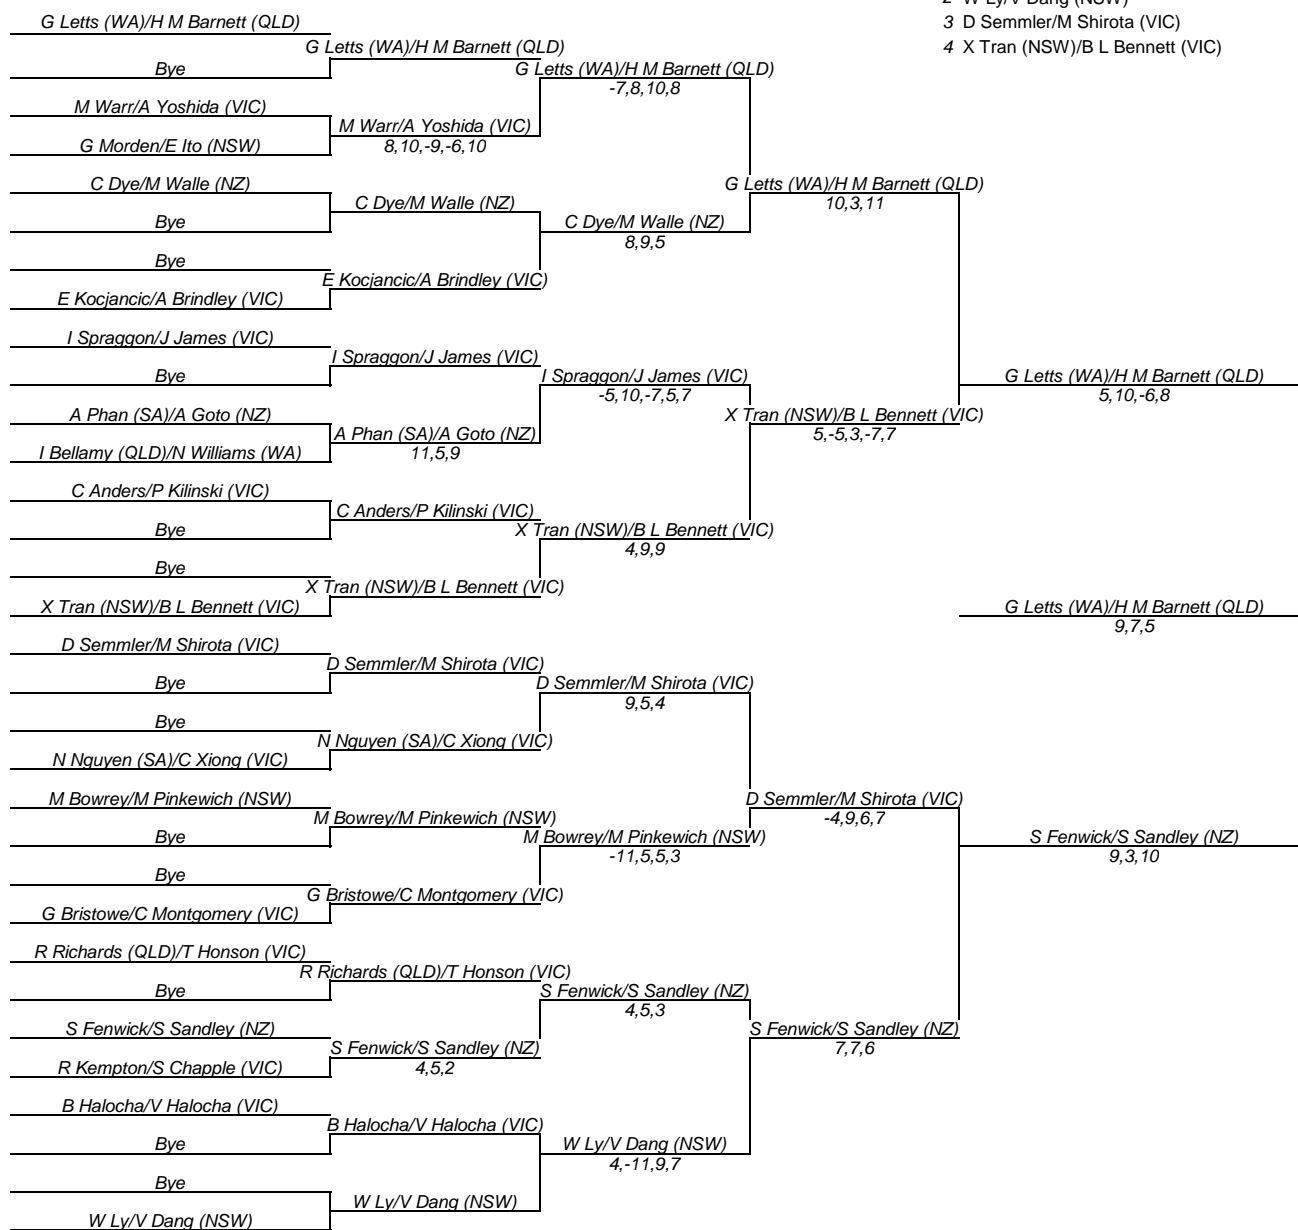 2 W Ly/V Dang (NSW)
3 D Semmler/M Shirota (VIC)
4 X Tran (NSW)/B L Bennett (VIC)
G Letts (WA)/H M Barnett (QLD)
Bye
M Warr/A Yoshida (VIC)
G Morden/E Ito (NSW)
C Dye/M Walle (NZ)
Bye
Bye
E Kocjancic/A Brindley (VIC)
I Spraggon/J James (VIC)
Bye
A Phan (SA)/A Goto (NZ)
I Bellamy (QLD)/N Williams (WA)
C Anders/P Kilinski (VIC)
Bye
Bye
X Tran (NSW)/B L Bennett (VIC)
D Semmler/M Shirota (VIC)
Bye
Bye
N Nguyen (SA)/C Xiong (VIC)
M Bowrey/M Pinkewich (NSW)
Bye
Bye
G Bristowe/C Montgomery (VIC)
R Richards (QLD)/T Honson (VIC)
Bye
S Fenwick/S Sandley (NZ)
R Kempton/S Chapple (VIC)
B Halocha/V Halocha (VIC)
Bye
Bye
W Ly/V Dang (NSW)
G Letts (WA)/H M Barnett (QLD)
M Warr/A Yoshida (VIC)
8,10,-9,-6,10
C Dye/M Walle (NZ)
E Kocjancic/A Brindley (VIC)
I Spraggon/J James (VIC)
A Phan (SA)/A Goto (NZ)
11,5,9
C Anders/P Kilinski (VIC)
X Tran (NSW)/B L Bennett (VIC)
D Semmler/M Shirota (VIC)
N Nguyen (SA)/C Xiong (VIC)
M Bowrey/M Pinkewich (NSW)
G Bristowe/C Montgomery (VIC)
R Richards (QLD)/T Honson (VIC)
S Fenwick/S Sandley (NZ)
4,5,2
B Halocha/V Halocha (VIC)
W Ly/V Dang (NSW)
G Letts (WA)/H M Barnett (QLD)
-7,8,10,8
C Dye/M Walle (NZ)
8,9,5
I Spraggon/J James (VIC)
-5,10,-7,5,7
X Tran (NSW)/B L Bennett (VIC)
4,9,9
D Semmler/M Shirota (VIC)
9,5,4
M Bowrey/M Pinkewich (NSW)
-11,5,5,3
S Fenwick/S Sandley (NZ)
4,5,3
W Ly/V Dang (NSW)
4,-11,9,7
G Letts (WA)/H M Barnett (QLD)
10,3,11
X Tran (NSW)/B L Bennett (VIC)
5,-5,3,-7,7
D Semmler/M Shirota (VIC)
-4,9,6,7
S Fenwick/S Sandley (NZ)
7,7,6
G Letts (WA)/H M Barnett (QLD)
5,10,-6,8
G Letts (WA)/H M Barnett (QLD)
9,7,5
S Fenwick/S Sandley (NZ)
9,3,10